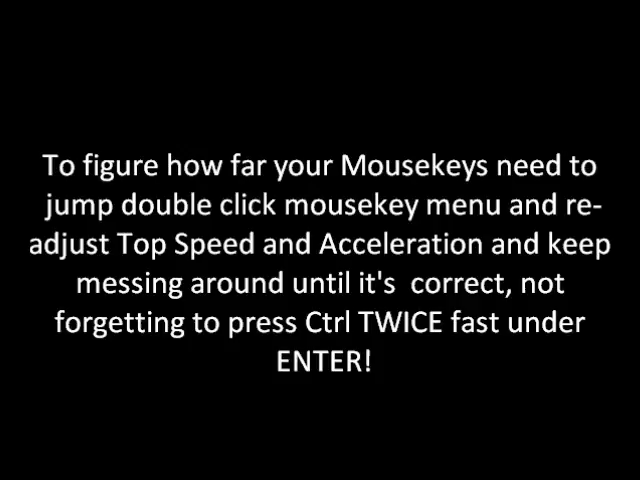 To figure how far your Mousekeys need to
jump double click mousekey menu and re-
adjust Top Speed and Acceleration and keep
messing around until it's  correct, not
forgetting to press Ctrl TWICE fast under
ENTER!